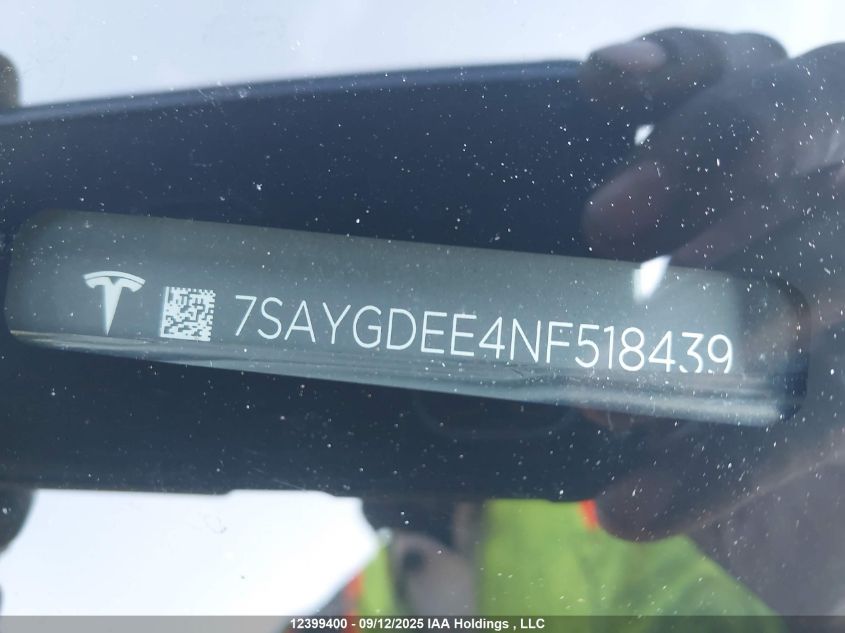 7SAYGDEE4NF518439
12399400 - 09/12/2025 IAA Holdings , LLC